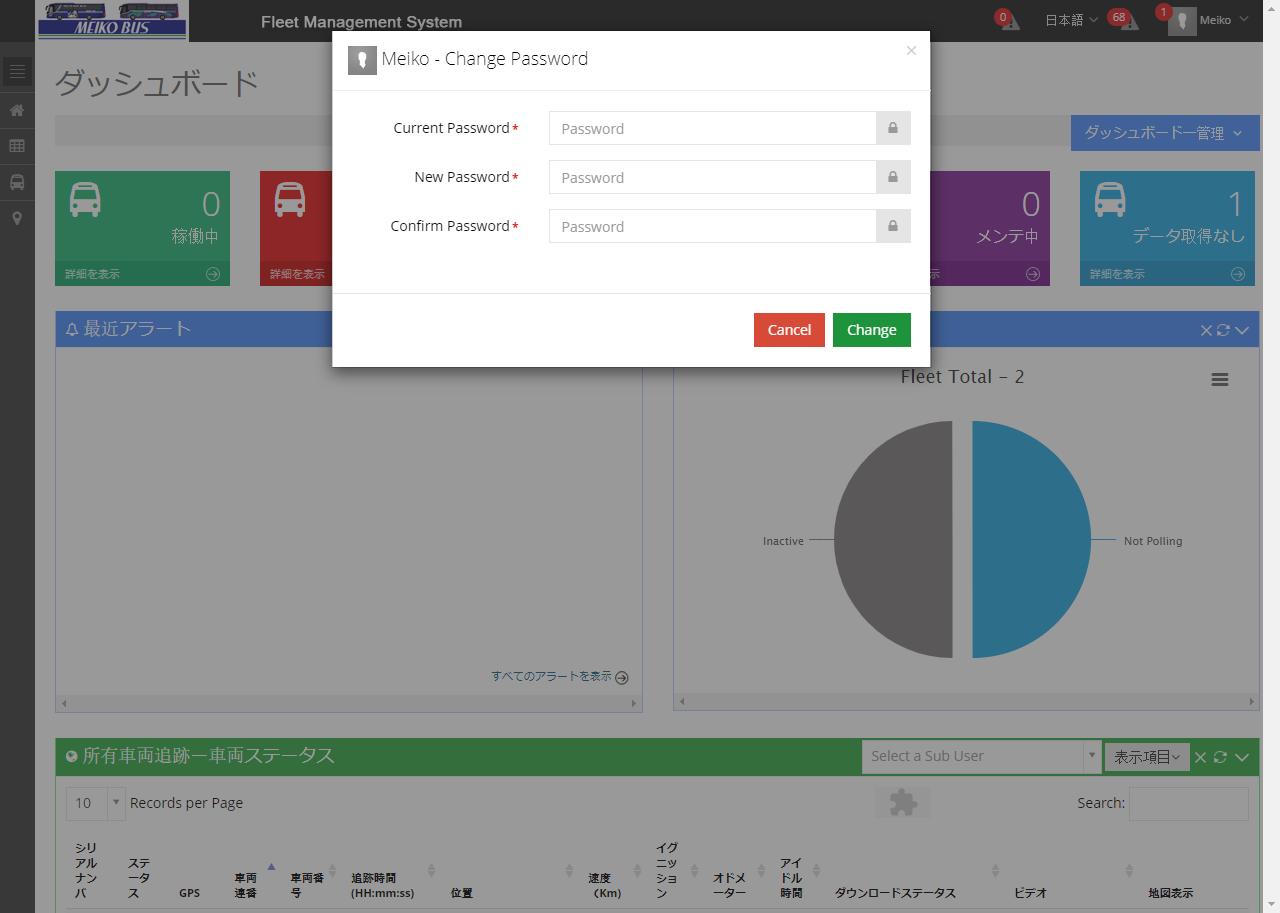 MEIKO BUS
Fleet Management System
0
日本語
68
1
Meiko
Meiko - Change Password
×
Current Password*
Password
New Password*
Password
Confirm Password*
Password
Cancel
Change
ダッシュボード
ダッシュボードー管理
0
稼働中
詳細を表示
詳細を表示
0
メンテ中
示
1
データ取得なし
詳細を表示
最近アラート
すべてのアラートを表示
Fleet Total - 2
Inactive
Not Polling
所有車両追跡ー車両ステータス
Select a Sub User
表示項目
10
Records per Page
Search:
シリアルナンバ
ステータス
GPS
車両連番
車両番号
追跡時間 (HH:mm:ss)
位置
速度 (Km)
イグニッション
オドメーター
アイドル時間
ダウンロードステータス
ビデオ
地図表示